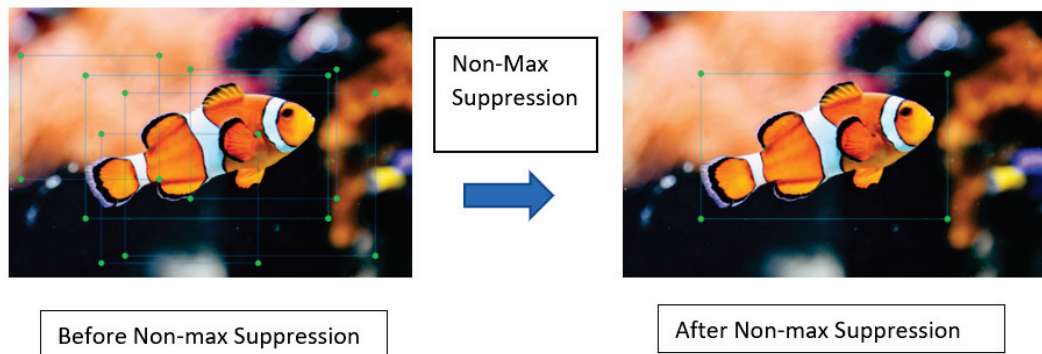 Non-Max
Suppression
Before Non-max Suppression
After Non-max Suppression